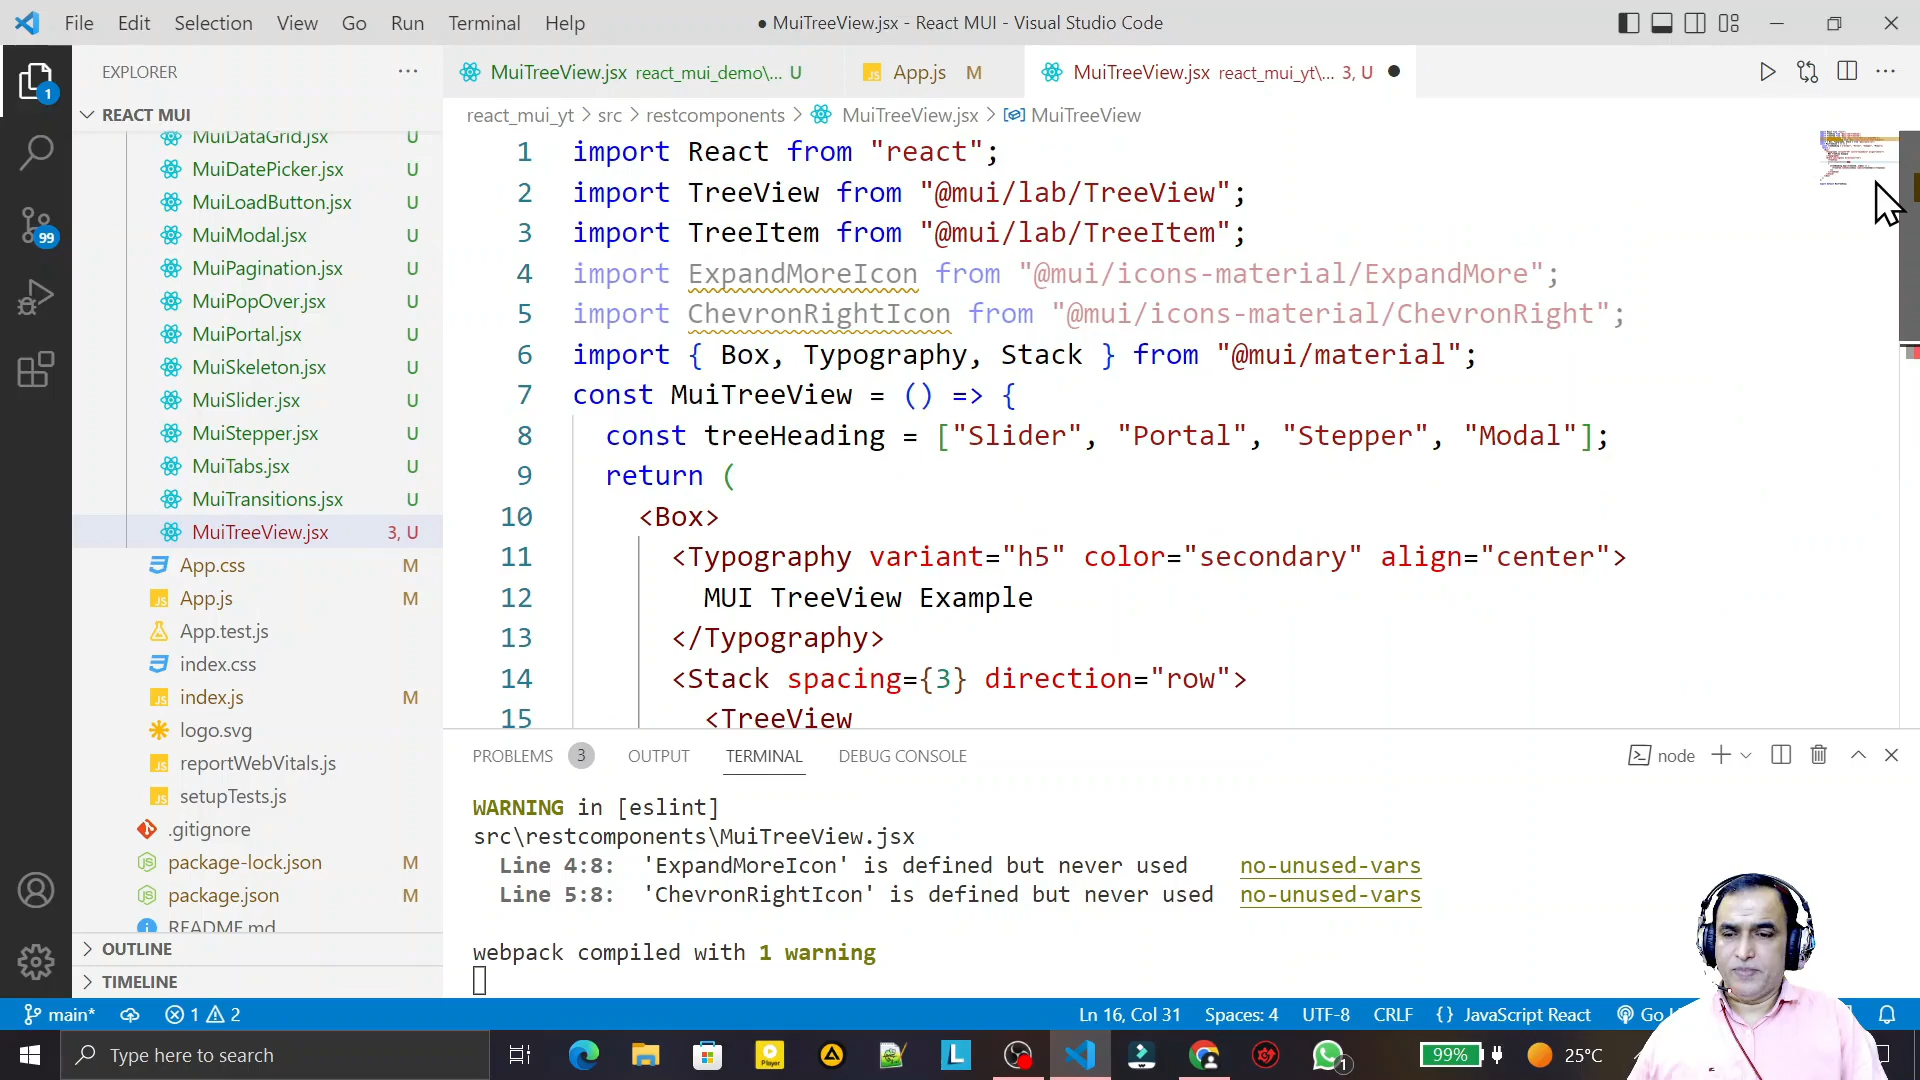 File Edit Selection View Go Run Terminal Help
● MuiTreeView.jsx - React MUI - Visual Studio Code
EXPLORER
REACT MUI
MuiDataGrid.jsx U
MuiDatePicker.jsx U
MuiLoadButton.jsx U
MuiModal.jsx U
MuiPagination.jsx U
MuiPopOver.jsx U
MuiPortal.jsx U
MuiSkeleton.jsx U
MuiSlider.jsx U
MuiStepper.jsx U
MuiTabs.jsx U
MuiTransitions.jsx U
MuiTreeView.jsx 3, U
App.css M
App.js M
App.test.js
index.css
index.js M
logo.svg
reportWebVitals.js
setupTests.js
.gitignore
package-lock.json M
package.json M
README.md
OUTLINE
TIMELINE
1
99
MuiTreeView.jsx react_mui_demo\... U
App.js M
MuiTreeView.jsx react_mui_yt\... 3, U ●
react_mui_yt > src > restcomponents > MuiTreeView.jsx > MuiTreeView
1 import React from "react";
2 import TreeView from "@mui/lab/TreeView";
3 import TreeItem from "@mui/lab/TreeItem";
4 import ExpandMoreIcon from "@mui/icons-material/ExpandMore";
5 import ChevronRightIcon from "@mui/icons-material/ChevronRight";
6 import { Box, Typography, Stack } from "@mui/material";
7 const MuiTreeView = () => {
8 const treeHeading = ["Slider", "Portal", "Stepper", "Modal"];
9 return (
10 <Box>
11 <Typography variant="h5" color="secondary" align="center">
12 MUI TreeView Example
13 </Typography>
14 <Stack spacing={3} direction="row">
15 <TreeView
PROBLEMS 3 OUTPUT TERMINAL DEBUG CONSOLE
node
WARNING in [eslint]
src\restcomponents\MuiTreeView.jsx
Line 4:8: 'ExpandMoreIcon' is defined but never used no-unused-vars
Line 5:8: 'ChevronRightIcon' is defined but never used no-unused-vars
webpack compiled with 1 warning
main* 1 2 Ln 16, Col 31 Spaces: 4 UTF-8 CRLF {} JavaScript React Go
Type here to search
Player
L
1
99%
25°C